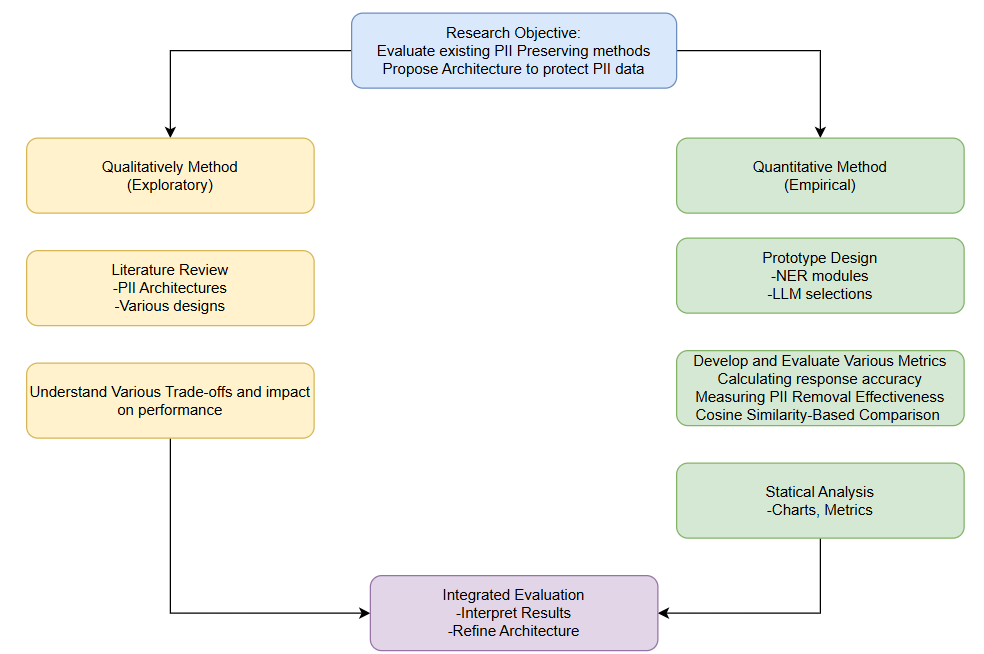 Research Objective:
Evaluate existing PII Preserving methods
Propose Architecture to protect PII data
Qualitatively Method
(Exploratory)
Literature Review
-PII Architectures
-Various designs
Understand Various Trade-offs and impact
on performance
Quantitative Method
(Empirical)
Prototype Design
-NER modules
-LLM selections
Develop and Evaluate Various Metrics
Calculating response accuracy
Measuring PII Removal Effectiveness
Cosine Similarity-Based Comparison
Statical Analysis
-Charts, Metrics
Integrated Evaluation
-Interpret Results
-Refine Architecture